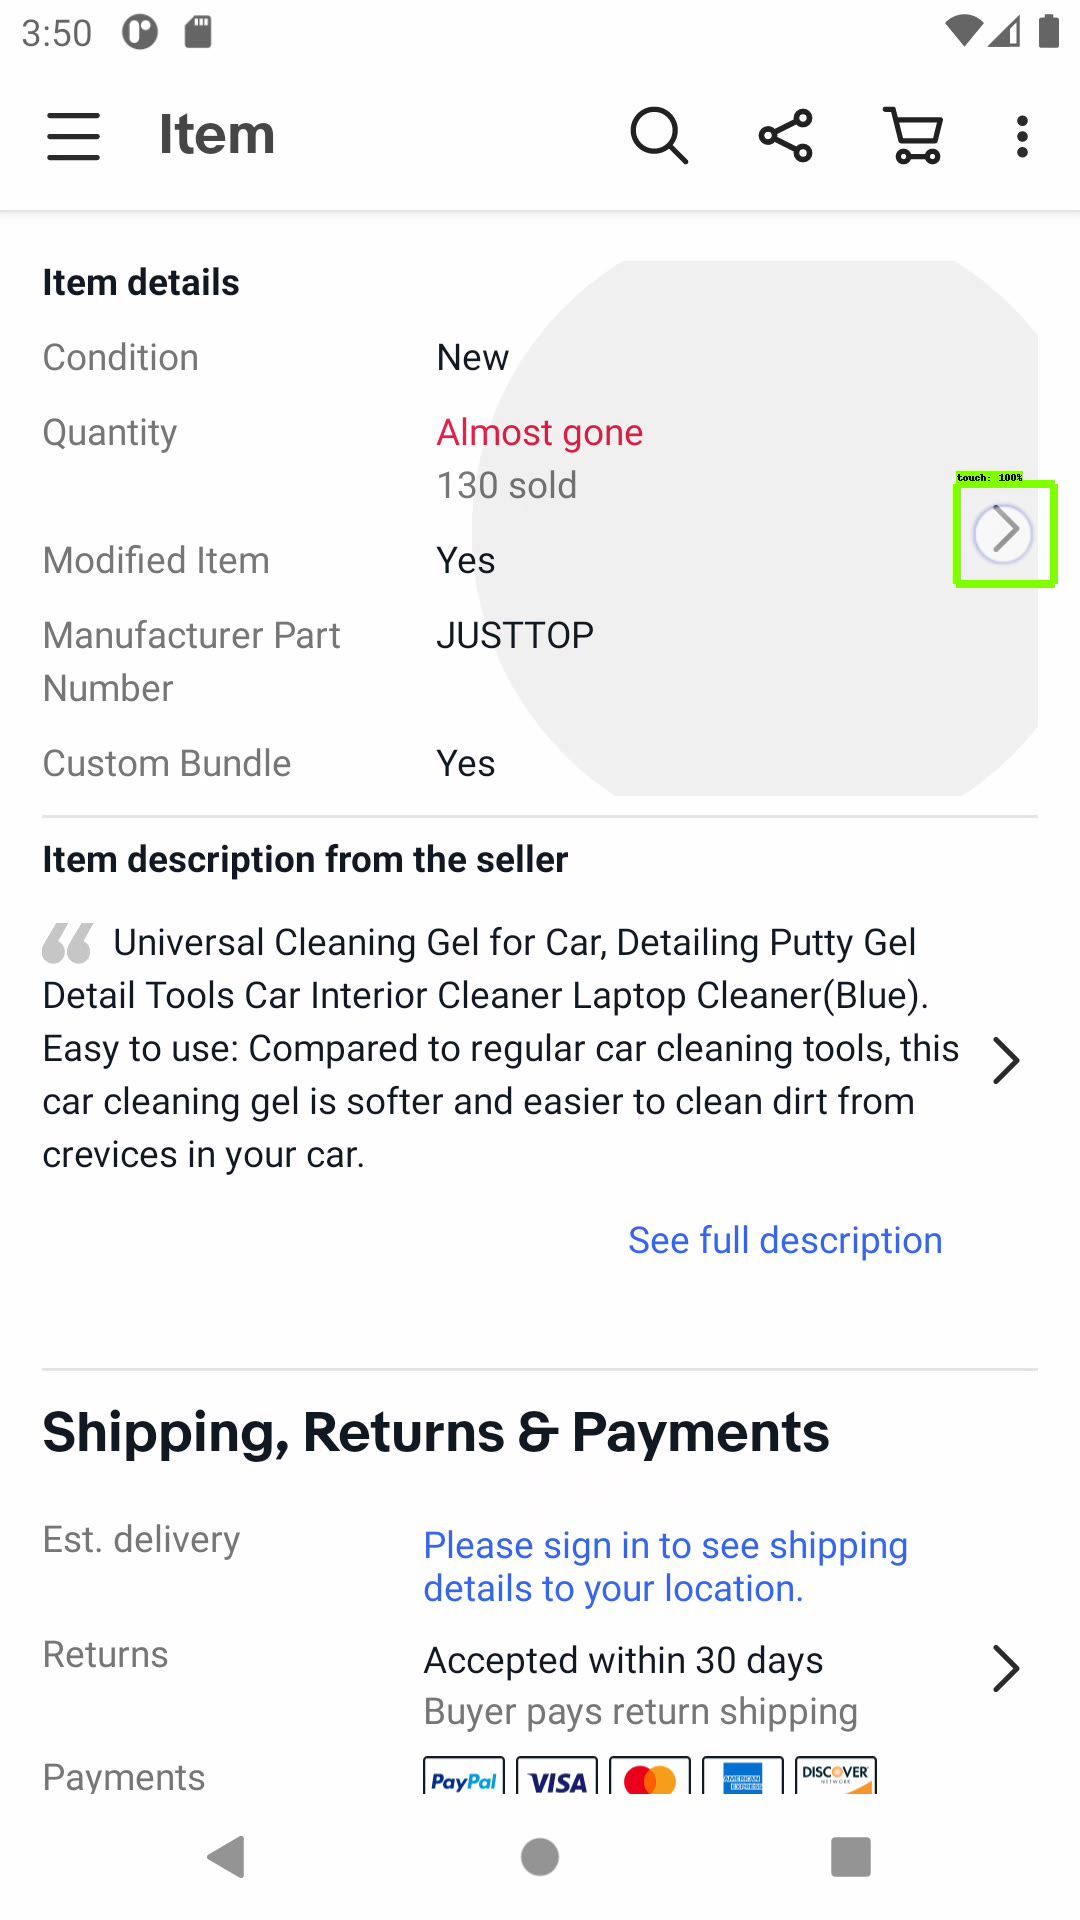 3:50
Item
Item details
Condition New
Quantity Almost gone
130 sold
touch: 100%
Modified Item Yes
Manufacturer Part JUSTTOP
Number
Custom Bundle Yes
Item description from the seller
“ Universal Cleaning Gel for Car, Detailing Putty Gel
Detail Tools Car Interior Cleaner Laptop Cleaner(Blue).
Easy to use: Compared to regular car cleaning tools, this
car cleaning gel is softer and easier to clean dirt from
crevices in your car.
See full description
Shipping, Returns & Payments
Est. delivery Please sign in to see shipping
details to your location.
Returns Accepted within 30 days
Buyer pays return shipping
Payments PayPal VISA AMERICAN EXPRESS DISCOVER NETWORK